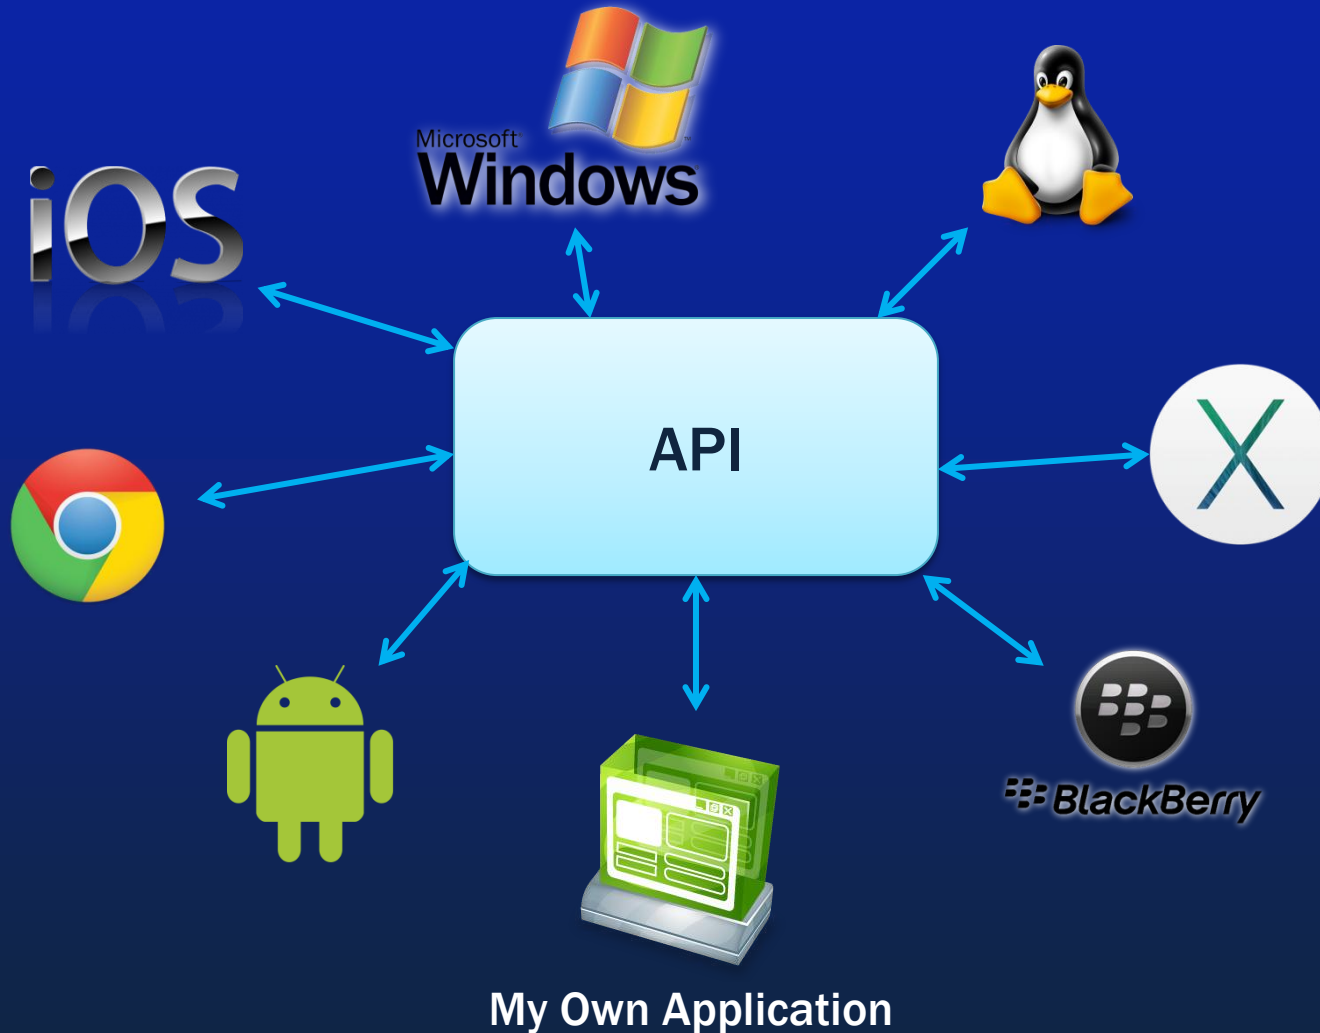 Microsoft
Windows
iOS
API
X
BlackBerry
My Own Application